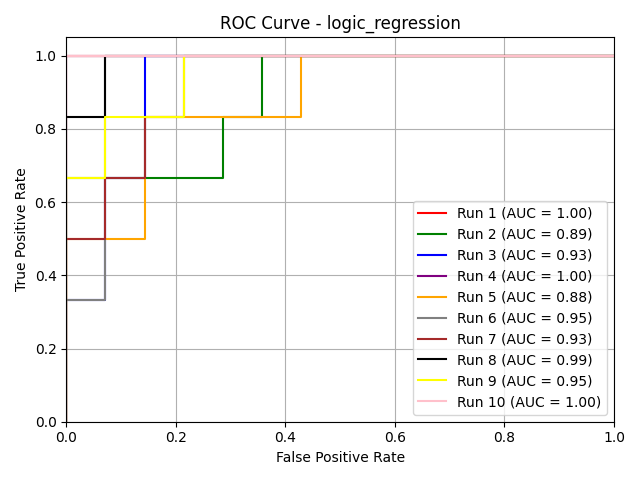 ROC Curve - logic_regression
True Positive Rate
1.0
0.8
0.6
0.4
0.2
0.0
0.0 0.2 0.4 0.6 0.8 1.0
False Positive Rate
Run 1 (AUC = 1.00)
Run 2 (AUC = 0.89)
Run 3 (AUC = 0.93)
Run 4 (AUC = 1.00)
Run 5 (AUC = 0.88)
Run 6 (AUC = 0.95)
Run 7 (AUC = 0.93)
Run 8 (AUC = 0.99)
Run 9 (AUC = 0.95)
Run 10 (AUC = 1.00)